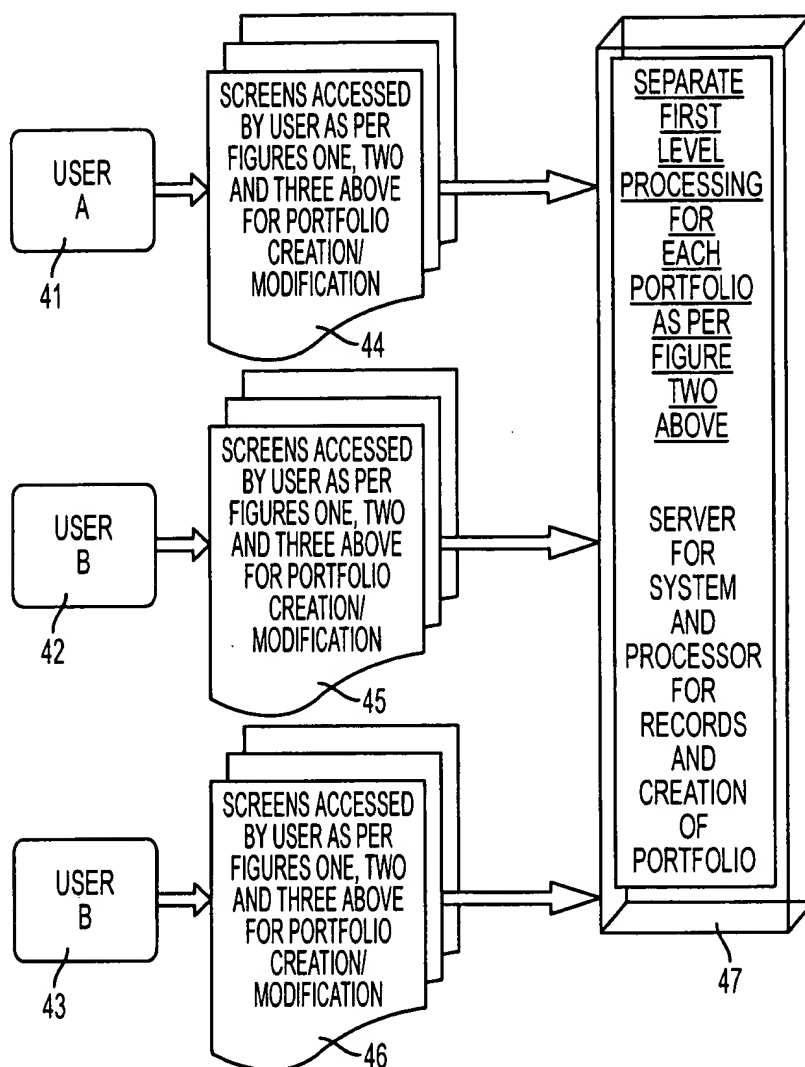 USER
A
41
SCREENS ACCESSED
BY USER AS PER
FIGURES ONE, TWO
AND THREE ABOVE
FOR PORTFOLIO
CREATION/
MODIFICATION
44
USER
B
42
SCREENS ACCESSED
BY USER AS PER
FIGURES ONE, TWO
AND THREE ABOVE
FOR PORTFOLIO
CREATION/
MODIFICATION
45
USER
B
43
SCREENS ACCESSED
BY USER AS PER
FIGURES ONE, TWO
AND THREE ABOVE
FOR PORTFOLIO
CREATION/
MODIFICATION
46
SEPARATE
FIRST
LEVEL
PROCESSING
FOR
EACH
PORTFOLIO
AS PER
FIGURE
TWO
ABOVE
SERVER
FOR
SYSTEM
AND
PROCESSOR
FOR
RECORDS
AND
CREATION
OF
PORTFOLIO
47